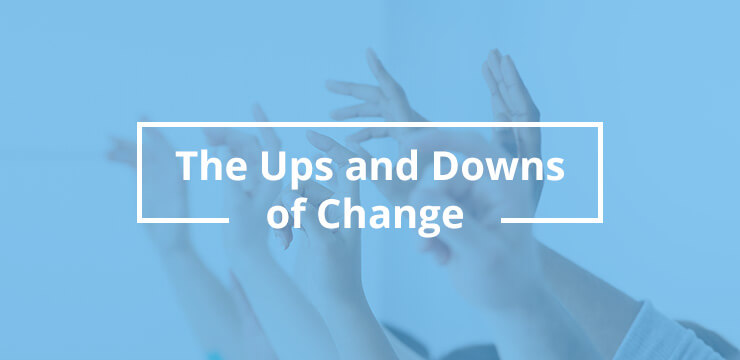 The Ups and Downs
of Change